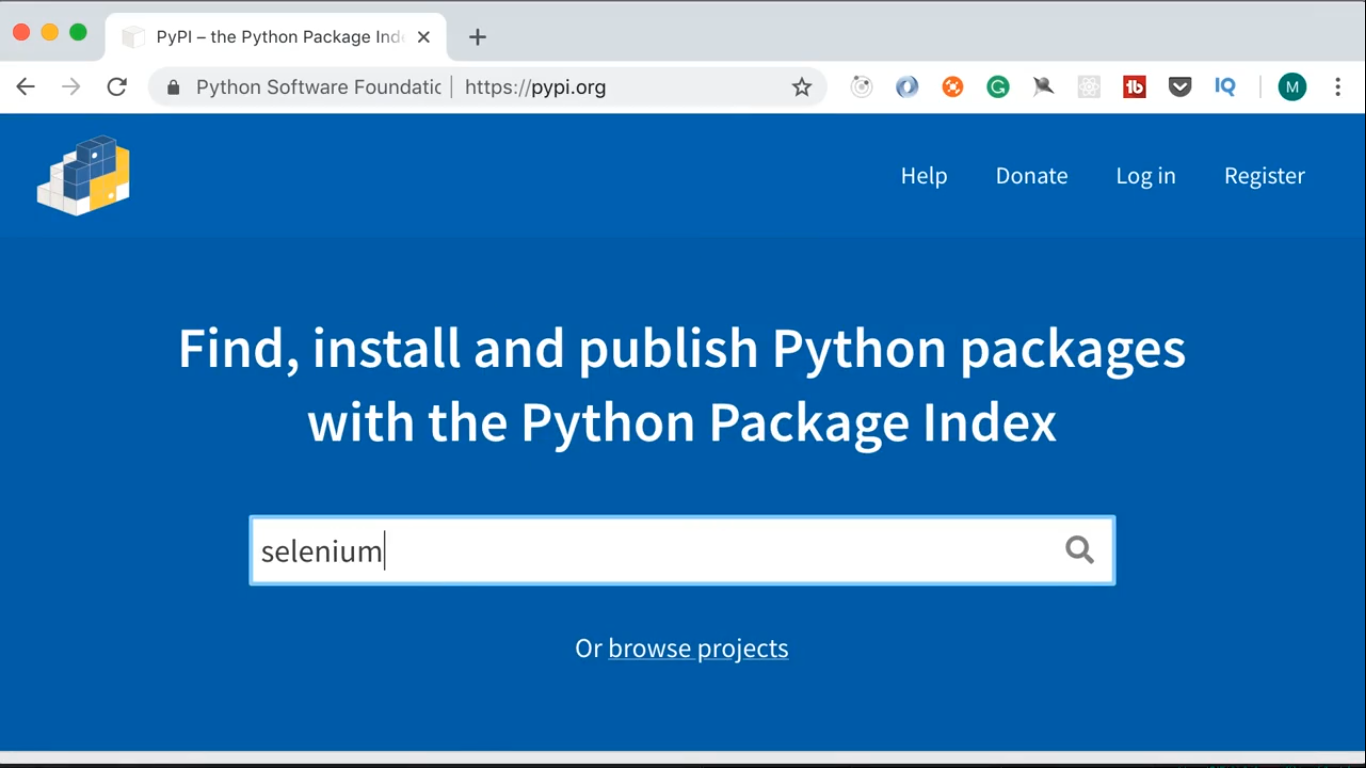 PyPI – the Python Package Ind
Python Software Foundatic | https://pypi.org
G
1b
IQ
M
Help
Donate
Log in
Register
Find, install and publish Python packages
with the Python Package Index
selenium
Or browse projects